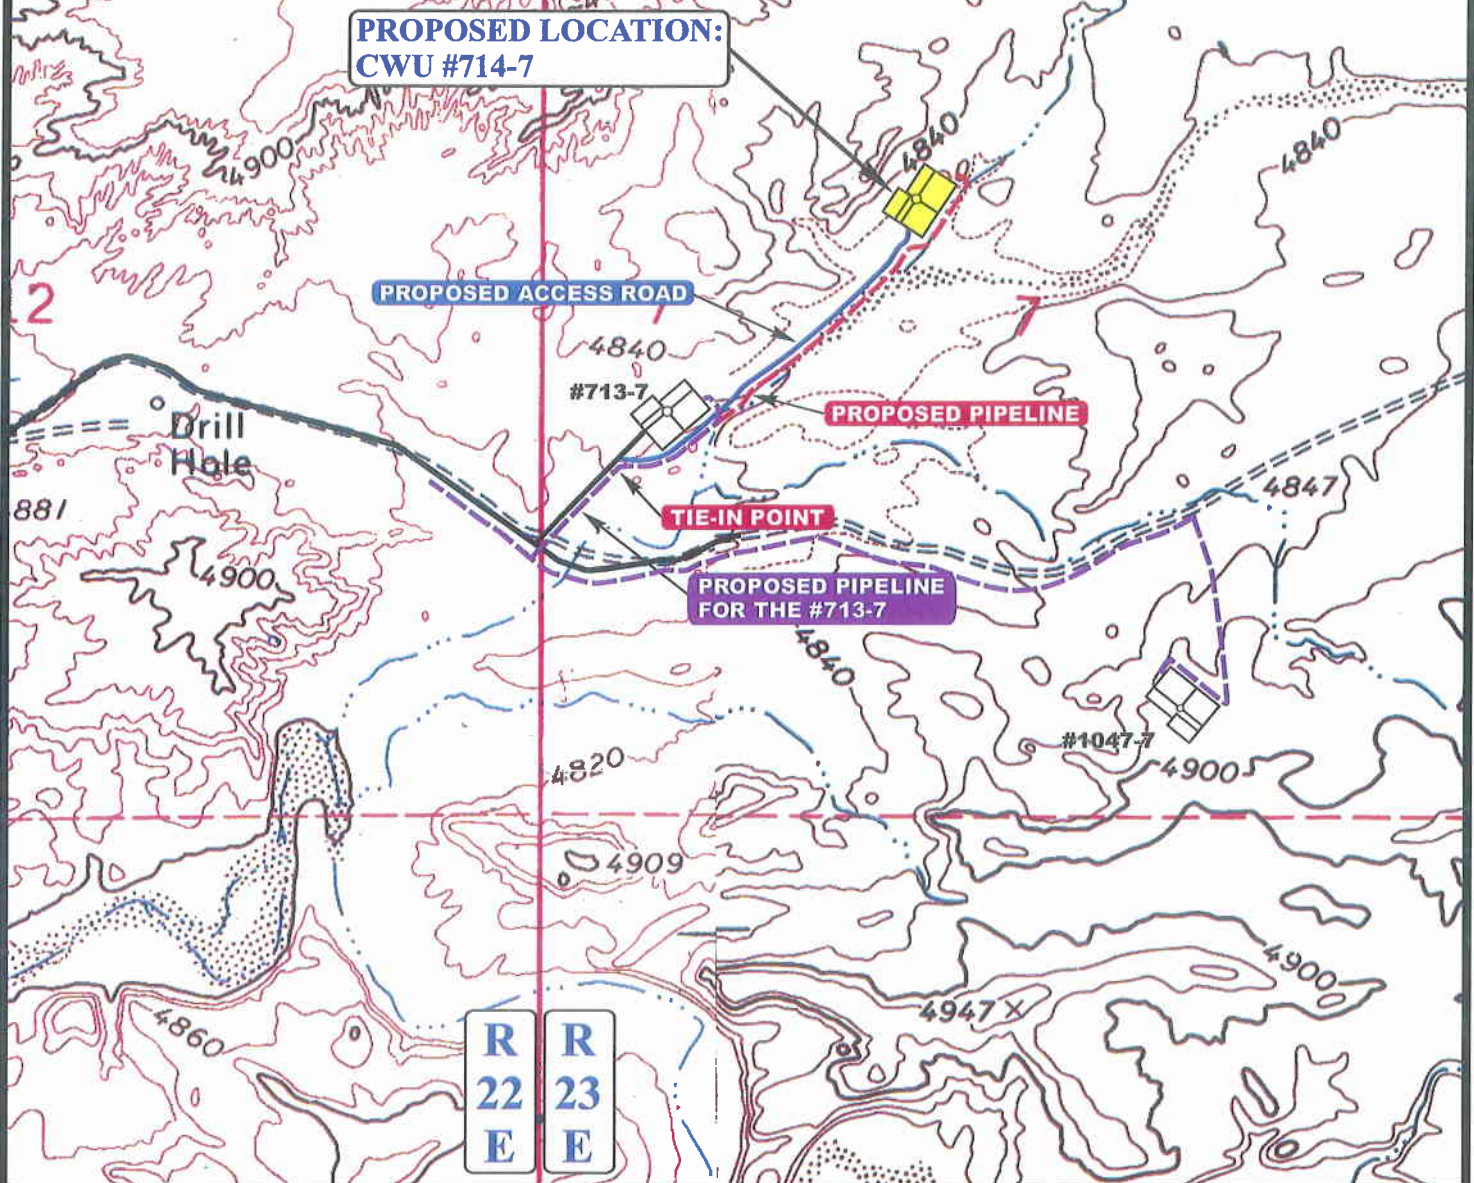 PROPOSED LOCATION:
CWU #714-7
4840
4900
4840
PROPOSED ACCESS ROAD
2
7
4840
#713-7
PROPOSED PIPELINE
Drill
Hole
4847
881
TIE-IN POINT
4900
PROPOSED PIPELINE
FOR THE #713-7
4840
#1047-7
4900
4820
4909
4900
4947
4860
R
22
E
R
23
E